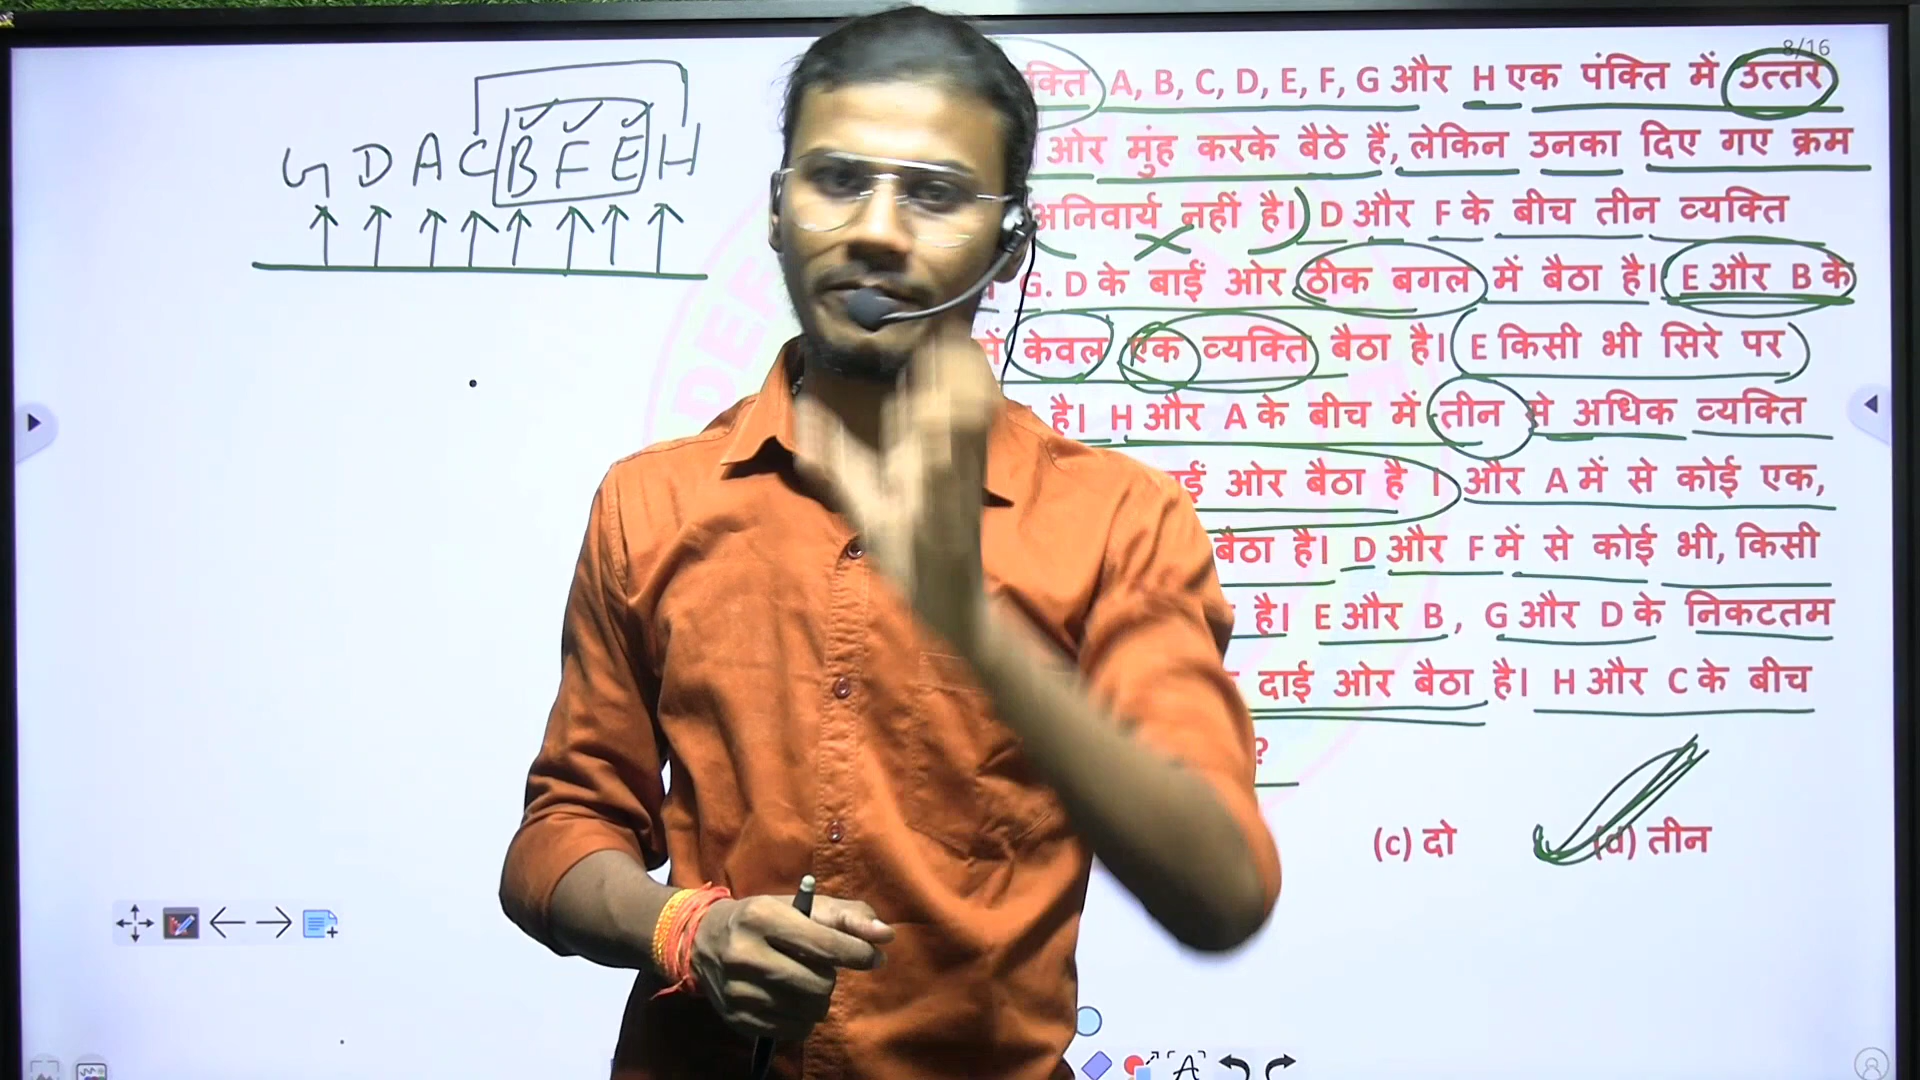 8/16
G D A C B F E H
क्ति A, B, C, D, E, F, G और H एक पंक्ति में उत्तर
ओर मुंह करके बैठे हैं, लेकिन उनका दिए गए क्रम
अनिवार्य नहीं है। D और F के बीच तीन व्यक्ति
G. D के बाईं ओर ठीक बगल में बैठा है। E और B के
में केवल एक व्यक्ति बैठा है। E किसी भी सिरे पर
है। H और A के बीच में तीन से अधिक व्यक्ति
ओर बैठा है । और A में से कोई एक,
बैठा है। D और F में से कोई भी, किसी
है। E और B, G और D के निकटतम
दाई ओर बैठा है। H और C के बीच
?
(c) दो (d) तीन